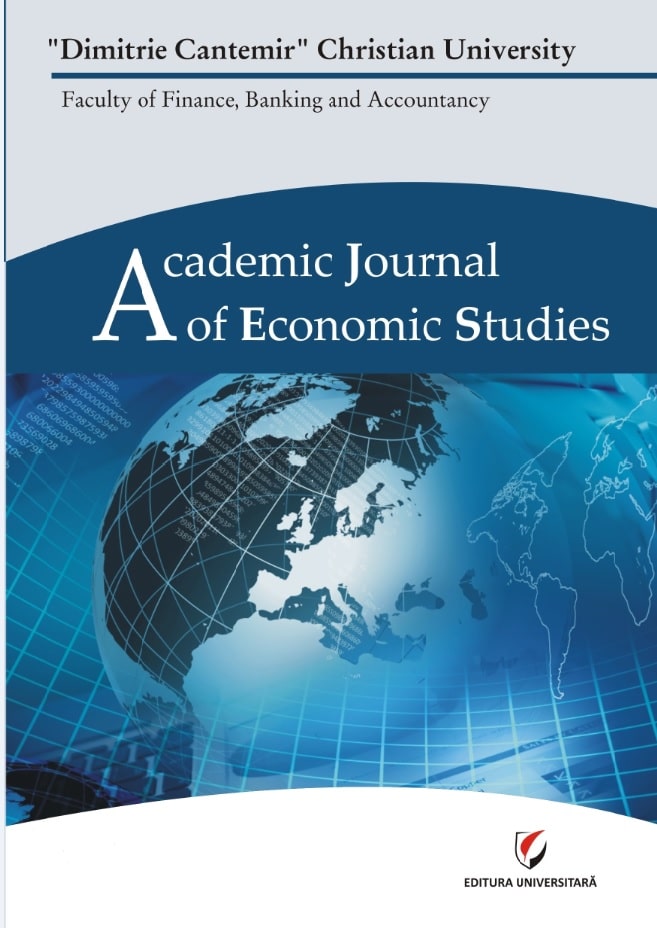 "Dimitrie Cantemir" Christian University
Faculty of Finance, Banking and Accountancy
Academic Journal
of Economic Studies
EDITURA UNIVERSITARĂ